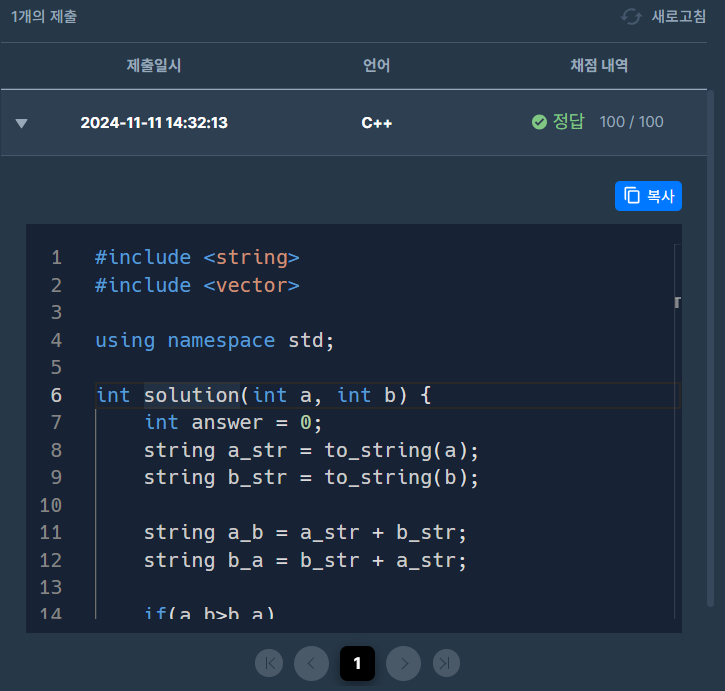 1개의 제출 새로고침
제출일시 언어 채점 내역
2024-11-11 14:32:13 C++ 정답 100 / 100
복사
1 #include <string>
2 #include <vector>
3
4 using namespace std;
5
6 int solution(int a, int b) {
7     int answer = 0;
8     string a_str = to_string(a);
9     string b_str = to_string(b);
10
11     string a_b = a_str + b_str;
12     string b_a = b_str + a_str;
13
14     if(a_b>b_a)
1